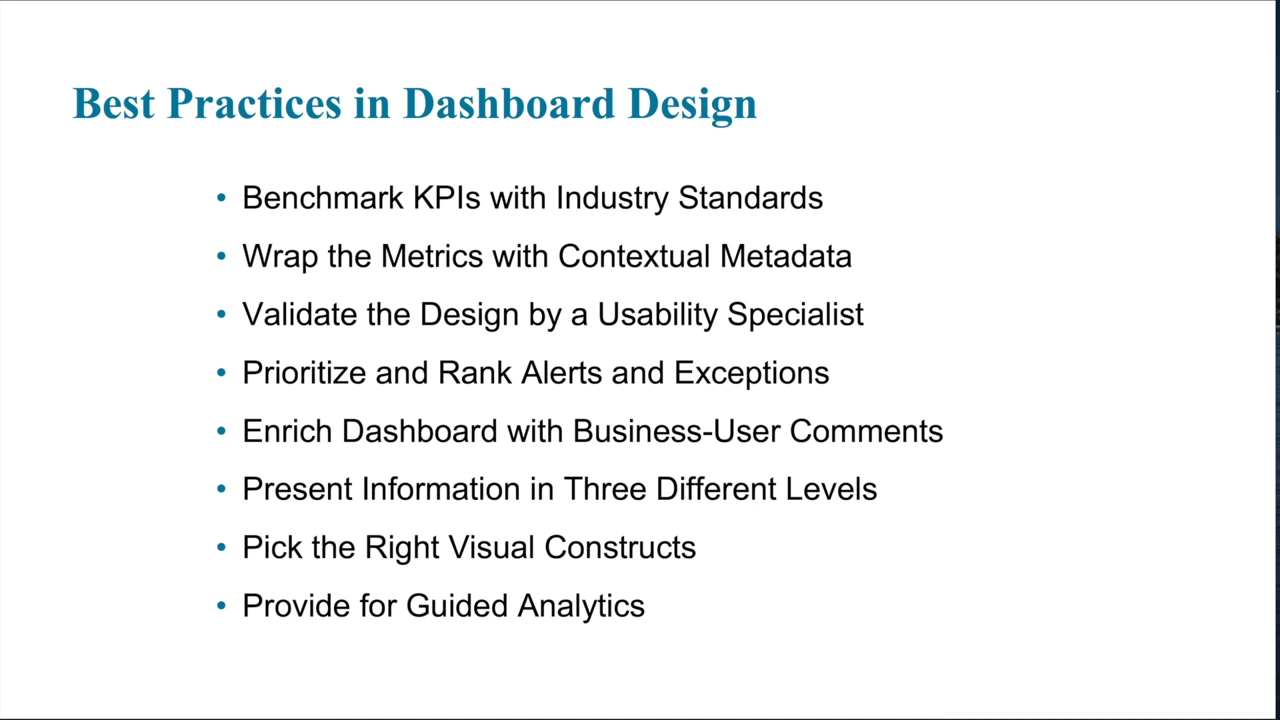 Best Practices in Dashboard Design
• Benchmark KPIs with Industry Standards
• Wrap the Metrics with Contextual Metadata
• Validate the Design by a Usability Specialist
• Prioritize and Rank Alerts and Exceptions
• Enrich Dashboard with Business-User Comments
• Present Information in Three Different Levels
• Pick the Right Visual Constructs
• Provide for Guided Analytics